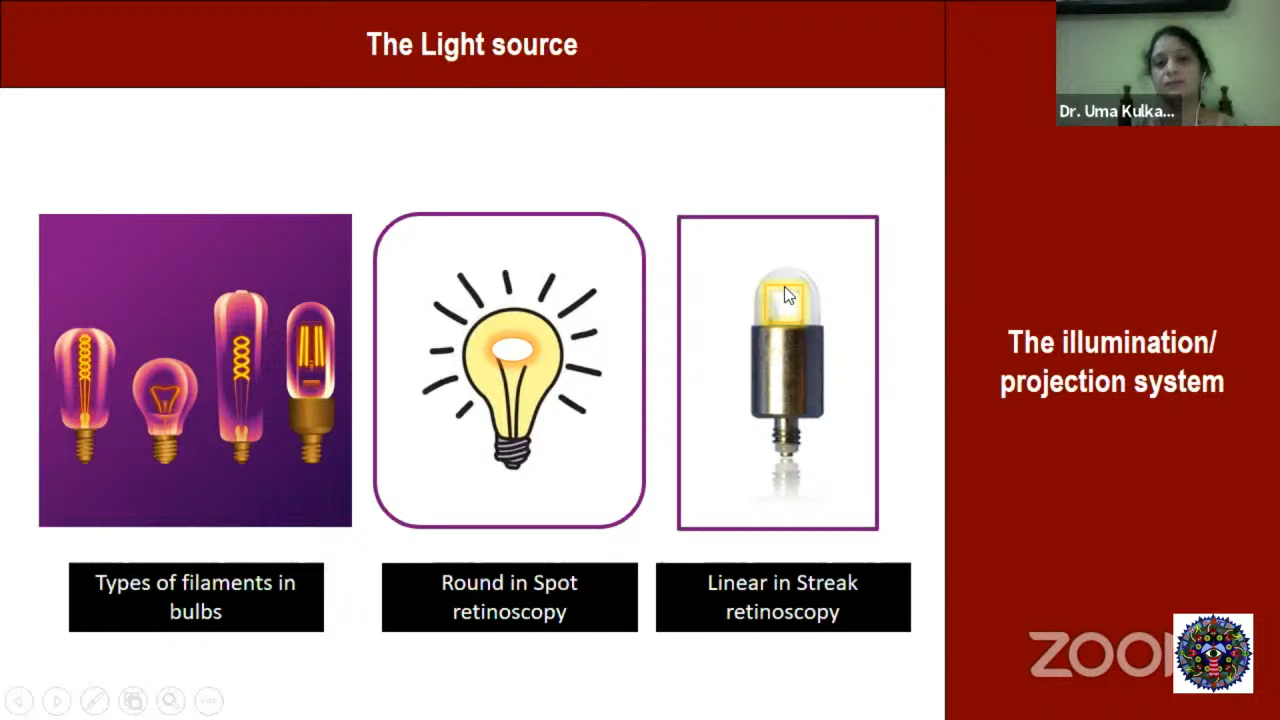 The Light source
Dr. Uma Kulka...
The illumination/
projection system
Types of filaments in
bulbs
Round in Spot
retinoscopy
Linear in Streak
retinoscopy